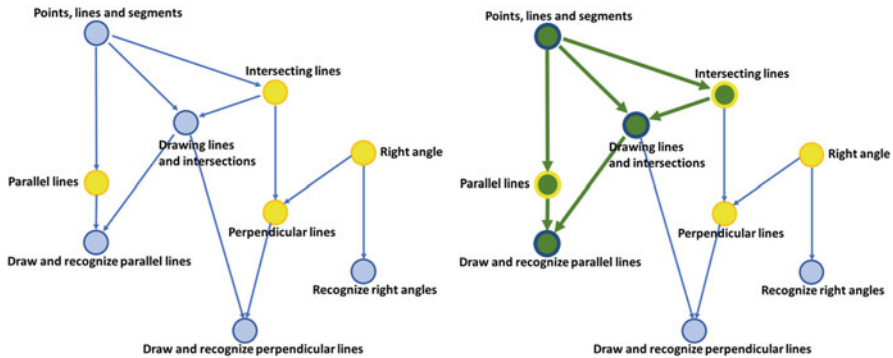 Points, lines and segments
Intersecting lines
Drawing lines
and intersections
Right angle
Parallel lines
Perpendicular lines
Draw and recognize parallel lines
Recognize right angles
Draw and recognize perpendicular lines
Points, lines and segments
Intersecting lines
Drawing lines
and intersections
Right angle
Parallel lines
Perpendicular lines
Draw and recognize parallel lines
Recognize right angles
Draw and recognize perpendicular lines